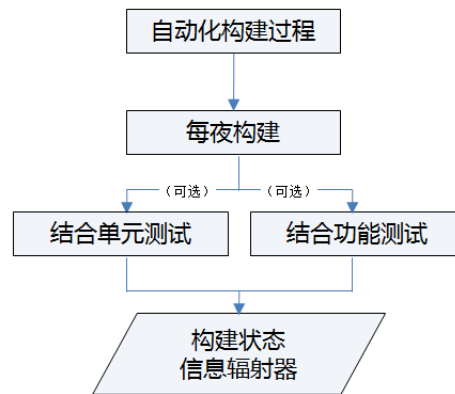 自动化构建过程
每夜构建
（可选）
（可选）
结合单元测试
结合功能测试
构建状态
信息辐射器